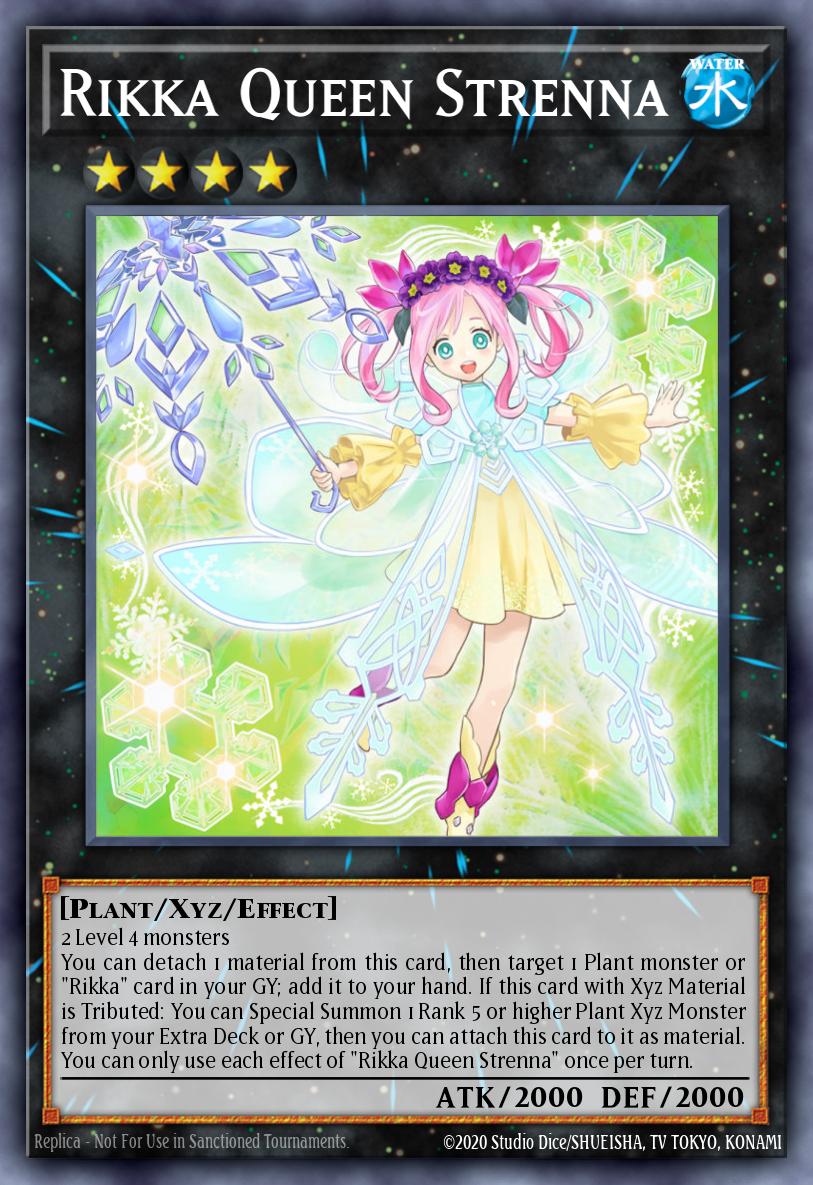 Rikka Queen Strenna
WATER
水
[Plant/Xyz/Effect]
2 Level 4 monsters
You can detach 1 material from this card, then target 1 Plant monster or
"Rikka" card in your GY; add it to your hand. If this card with Xyz Material
is Tributed: You can Special Summon 1 Rank 5 or higher Plant Xyz Monster
from your Extra Deck or GY, then you can attach this card to it as material.
You can only use each effect of "Rikka Queen Strenna" once per turn.
ATK/2000 DEF/2000
Replica - Not For Use in Sanctioned Tournaments.
©2020 Studio Dice/SHUEISHA, TV TOKYO, KONAMI